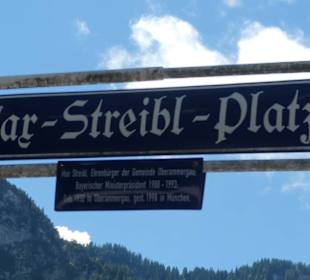 Max-Streibl-Platz
Max Streibl, Ehrenbürger der Gemeinde Oberammergau,
Bayerischer Ministerpräsident 1988 - 1993,
Geb. 1932 in Oberammergau, gest. 1998 in München.